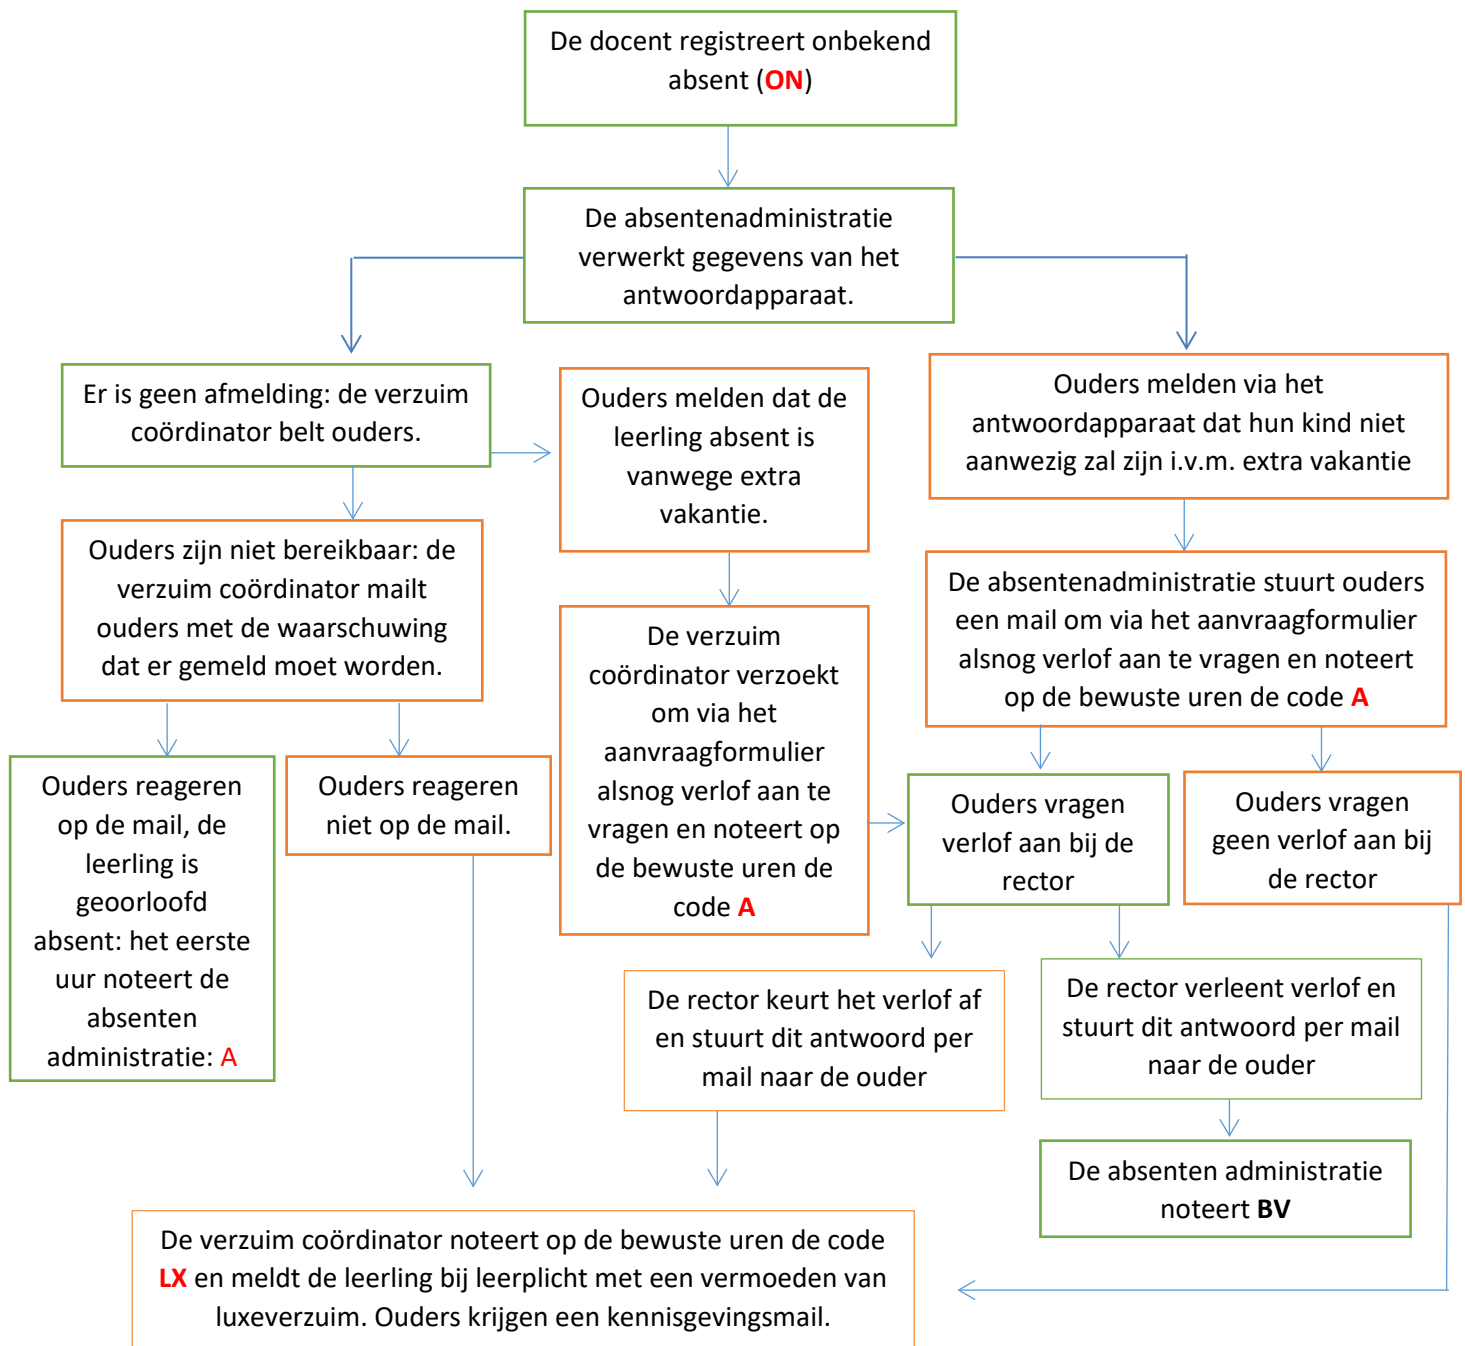 De docent registreert onbekend
absent (ON)
De absentenadministratie
verwerkt gegevens van het
antwoordapparaat.
Er is geen afmelding: de verzuim
coördinator belt ouders.
Ouders melden dat de
leerling absent is
vanwege extra
vakantie.
Ouders melden via het
antwoordapparaat dat hun kind niet
aanwezig zal zijn i.v.m. extra vakantie
Ouders zijn niet bereikbaar: de
verzuim coördinator mailt
ouders met de waarschuwing
dat er gemeld moet worden.
De verzuim
coördinator verzoekt
om via het
aanvraagformulier
alsnog verlof aan te
vragen en noteert op
de bewuste uren de
code A
De absentenadministratie stuurt ouders
een mail om via het aanvraagformulier
alsnog verlof aan te vragen en noteert
op de bewuste uren de code A
Ouders reageren
op de mail, de
leerling is
geoorloofd
absent: het eerste
uur noteert de
absenten
administratie: A
Ouders reageren
niet op de mail.
Ouders vragen
verlof aan bij de
rector
Ouders vragen
geen verlof aan bij
de rector
De rector keurt het verlof af
en stuurt dit antwoord per
mail naar de ouder
De rector verleent verlof en
stuurt dit antwoord per mail
naar de ouder
De absenten administratie
noteert BV
De verzuim coördinator noteert op de bewuste uren de code
LX en meldt de leerling bij leerplicht met een vermoeden van
luxeverzuim. Ouders krijgen een kennisgevingsmail.